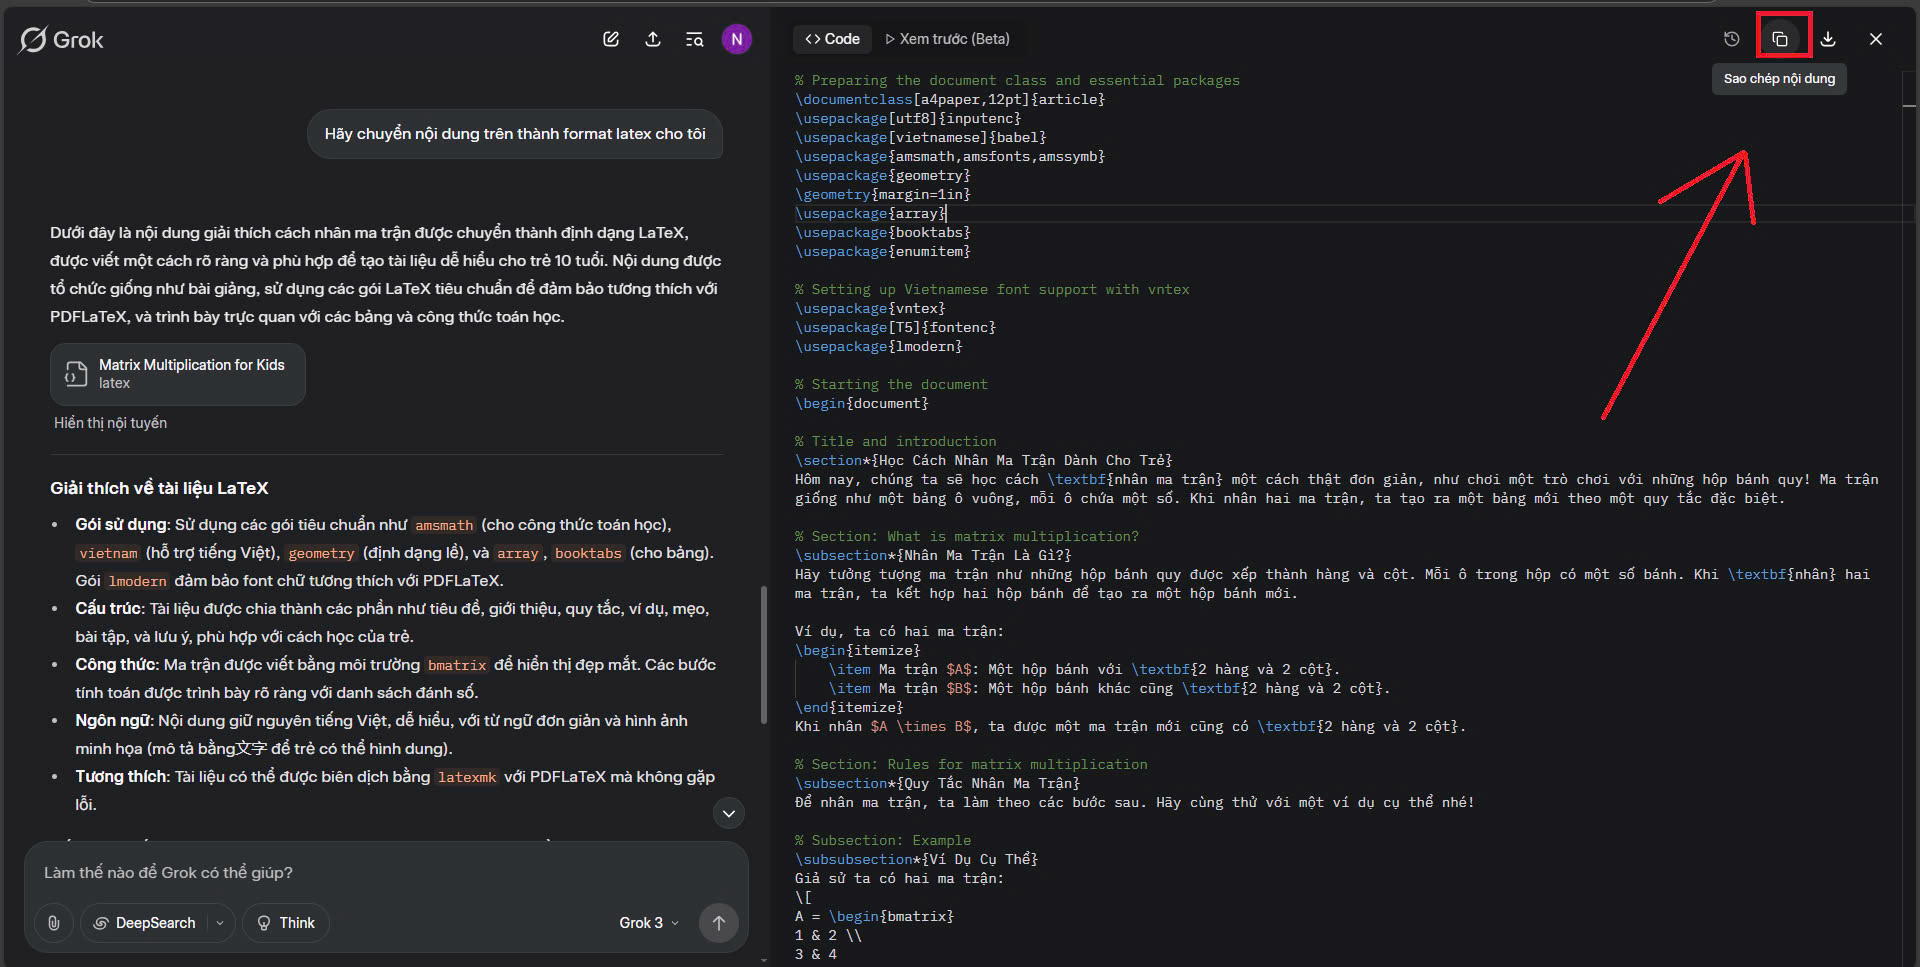 Grok
N
Hãy chuyển nội dung trên thành format latex cho tôi
Dưới đây là nội dung giải thích cách nhân ma trận được chuyển thành định dạng LaTeX,
được viết một cách rõ ràng và phù hợp để tạo tài liệu dễ hiểu cho trẻ 10 tuổi. Nội dung được
tổ chức giống như bài giảng, sử dụng các gói LaTeX tiêu chuẩn để đảm bảo tương thích với
PDFLaTeX, và trình bày trực quan với các bảng và công thức toán học.
Matrix Multiplication for Kids
latex
Hiển thị nội tuyến
Giải thích về tài liệu LaTeX
• Gói sử dụng: Sử dụng các gói tiêu chuẩn như amsmath (cho công thức toán học),
vietnam (hỗ trợ tiếng Việt), geometry (định dạng lề), và array, booktabs (cho bảng).
Gói lmodern đảm bảo font chữ tương thích với PDFLaTeX.
• Cấu trúc: Tài liệu được chia thành các phần như tiêu đề, giới thiệu, quy tắc, ví dụ, mẹo,
bài tập, và lưu ý, phù hợp với cách học của trẻ.
• Công thức: Ma trận được viết bằng môi trường bmatrix để hiển thị đẹp mắt. Các bước
tính toán được trình bày rõ ràng với danh sách đánh số.
• Ngôn ngữ: Nội dung giữ nguyên tiếng Việt, dễ hiểu, với từ ngữ đơn giản và hình ảnh
minh họa (mô tả bằng文字 để trẻ có thể hình dung).
• Tương thích: Tài liệu có thể được biên dịch bằng latexmk với PDFLaTeX mà không gặp
lỗi.
Làm thế nào để Grok có thể giúp?
DeepSearch
Think
Grok 3
<> Code
Xem trước (Beta)
Sao chép nội dung
% Preparing the document class and essential packages
\documentclass[a4paper,12pt]{article}
\usepackage[utf8]{inputenc}
\usepackage[vietnamese]{babel}
\usepackage{amsmath,amsfonts,amssymb}
\usepackage{geometry}
\geometry{margin=1in}
\usepackage{array}
\usepackage{booktabs}
\usepackage{enumitem}
% Setting up Vietnamese font support with vntex
\usepackage{vntex}
\usepackage[T5]{fontenc}
\usepackage{lmodern}
% Starting the document
\begin{document}
% Title and introduction
\section*{Học Cách Nhân Ma Trận Dành Cho Trẻ}
Hôm nay, chúng ta sẽ học cách \textbf{nhân ma trận} một cách thật đơn giản, như chơi một trò chơi với những hộp bánh quy! Ma trận
giống như một bảng ô vuông, mỗi ô chứa một số. Khi nhân hai ma trận, ta tạo ra một bảng mới theo một quy tắc đặc biệt.
% Section: What is matrix multiplication?
\subsection*{Nhân Ma Trận Là Gì?}
Hãy tưởng tượng ma trận như những hộp bánh quy được xếp thành hàng và cột. Mỗi ô trong hộp có một số bánh. Khi \textbf{nhân} hai
ma trận, ta kết hợp hai hộp bánh để tạo ra một hộp bánh mới.
Ví dụ, ta có hai ma trận:
\begin{itemize}
\item Ma trận $A$: Một hộp bánh với \textbf{2 hàng và 2 cột}.
\item Ma trận $B$: Một hộp bánh khác cũng \textbf{2 hàng và 2 cột}.
\end{itemize}
Khi nhân $A \times B$, ta được một ma trận mới cũng có \textbf{2 hàng và 2 cột}.
% Section: Rules for matrix multiplication
\subsection*{Quy Tắc Nhân Ma Trận}
Để nhân ma trận, ta làm theo các bước sau. Hãy cùng thử với một ví dụ cụ thể nhé!
% Subsection: Example
\subsubsection*{Ví Dụ Cụ Thể}
Giả sử ta có hai ma trận:
\[
A = \begin{bmatrix}
1 & 2 \\
3 & 4